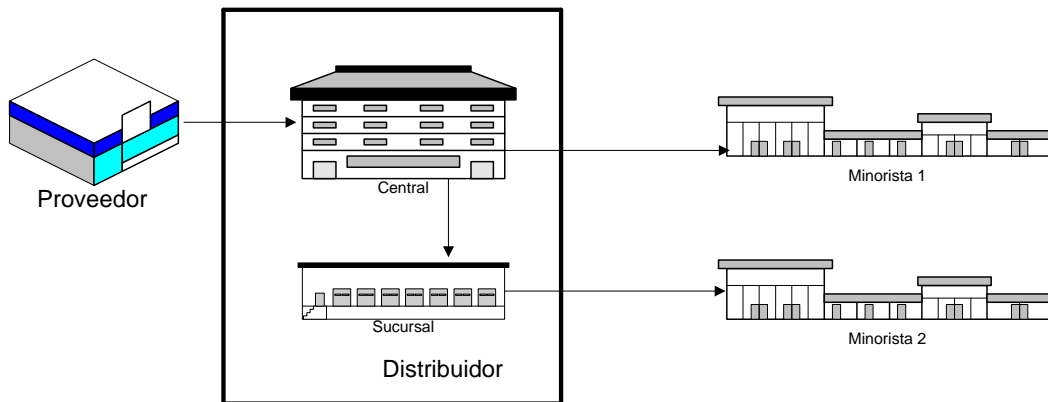 Proveedor
Central
Sucursal
Distribuidor
Minorista 1
Minorista 2